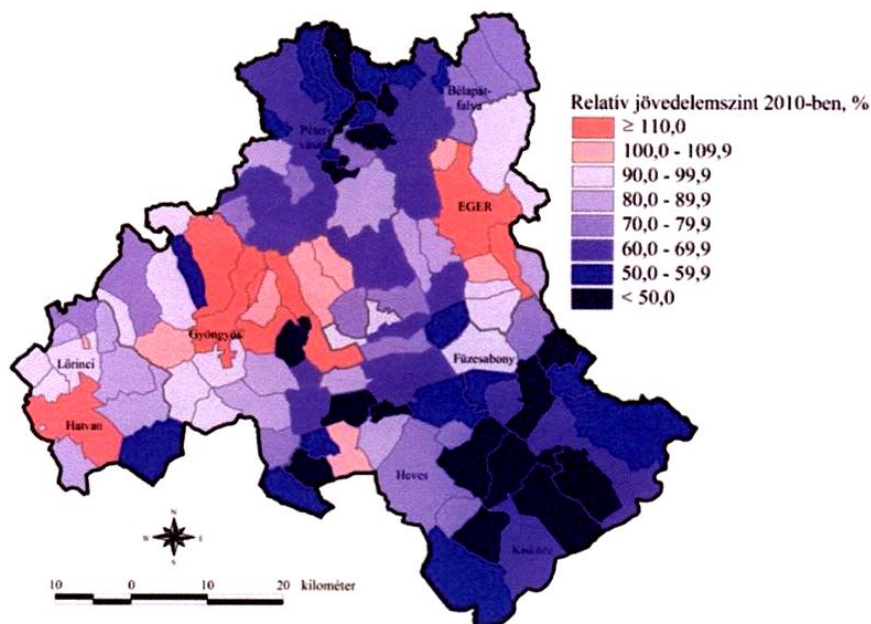 Bélapát-
falva
Péter-
vására
EGER
Gyöngyös
Lőrinci
Füzesabony
Hatvan
Heves
Kisköre
Relatív jövedelemszint 2010-ben, %
≥ 110,0
100,0 - 109,9
90,0 - 99,9
80,0 - 89,9
70,0 - 79,9
60,0 - 69,9
50,0 - 59,9
< 50,0
N
W E
S
10 0 10 20 kilométer